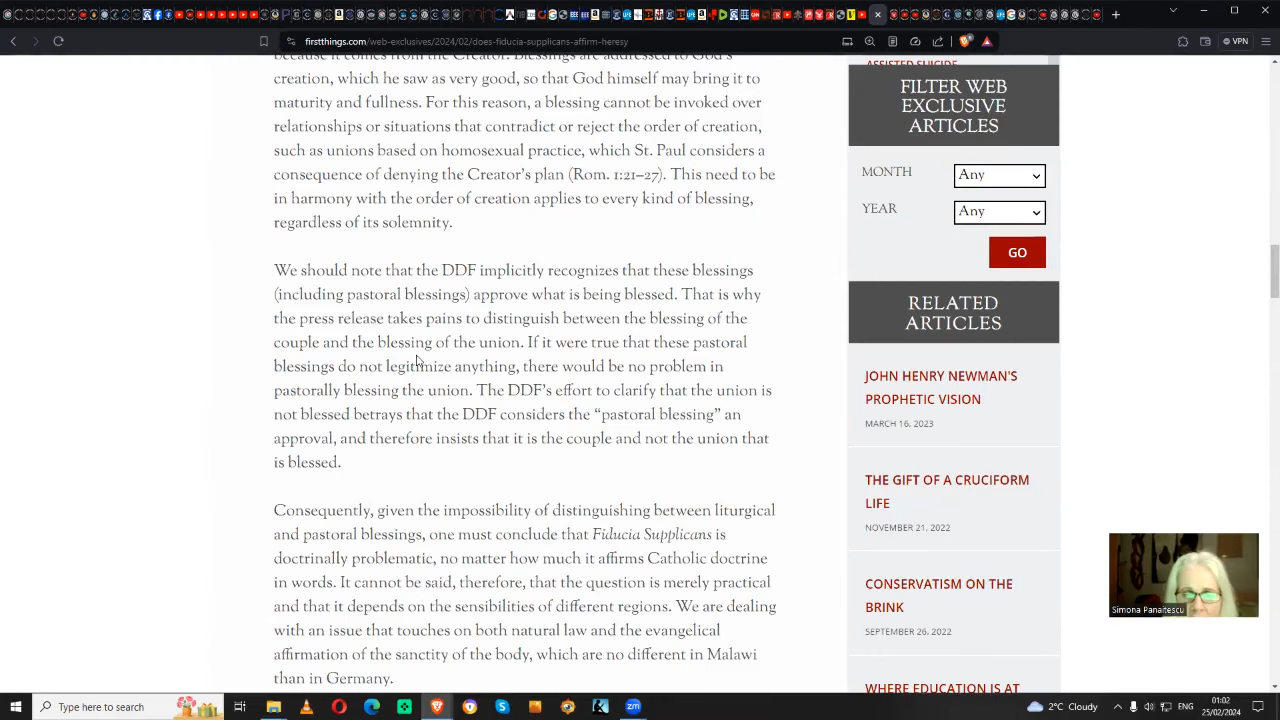 firstthings.com/web-exclusives/2024/02/does-fiducia-supplicans-affirm-heresy
VPN
because it comes from the Creator. Blessings are addressed to God's
creation, which he saw as very good, so that God himself may bring it to
maturity and fullness. For this reason, a blessing cannot be invoked over
relationships or situations that contradict or reject the order of creation,
such as unions based on homosexual practice, which St. Paul considers a
consequence of denying the Creator's plan (Rom. 1:21–27). This need to be
in harmony with the order of creation applies to every kind of blessing,
regardless of its solemnity.
We should note that the DDF implicitly recognizes that these blessings
(including pastoral blessings) approve what is being blessed. That is why
the press release takes pains to distinguish between the blessing of the
couple and the blessing of the union. If it were true that these pastoral
blessings do not legitimize anything, there would be no problem in
pastorally blessing the union. The DDF's effort to clarify that the union is
not blessed betrays that the DDF considers the “pastoral blessing” an
approval, and therefore insists that it is the couple and not the union that
is blessed.
Consequently, given the impossibility of distinguishing between liturgical
and pastoral blessings, one must conclude that Fiducia Supplicans is
doctrinally problematic, no matter how much it affirms Catholic doctrine
in words. It cannot be said, therefore, that the question is merely practical
and that it depends on the sensibilities of different regions. We are dealing
with an issue that touches on both natural law and the evangelical
affirmation of the sanctity of the body, which are no different in Malawi
than in Germany.
ASSISTED SUICIDE
FILTER WEB
EXCLUSIVE
ARTICLES
MONTH
Any
YEAR
Any
GO
RELATED
ARTICLES
JOHN HENRY NEWMAN'S
PROPHETIC VISION
MARCH 16, 2023
THE GIFT OF A CRUCIFORM
LIFE
NOVEMBER 21, 2022
CONSERVATISM ON THE
BRINK
SEPTEMBER 26, 2022
WHERE EDUCATION IS AT
Simona Panaitescu
Type here to search
2°C Cloudy
01:02
25/02/2024